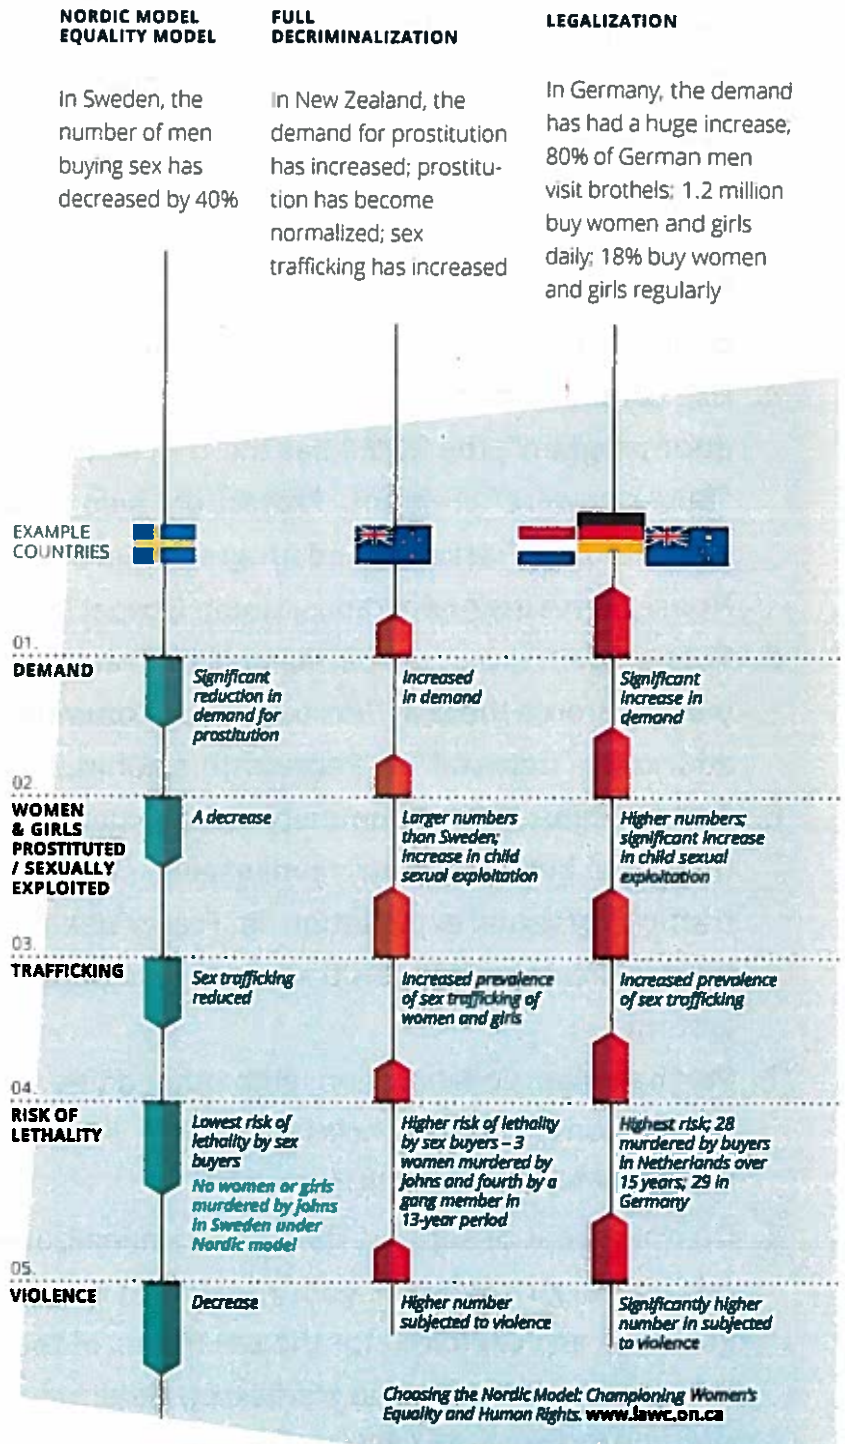 NORDIC MODEL
EQUALITY MODEL
In Sweden, the
number of men
buying sex has
decreased by 40%
FULL
DECRIMINALIZATION
In New Zealand, the
demand for prostitution
has increased; prostitu-
tion has become
normalized; sex
trafficking has increased
LEGALIZATION
In Germany, the demand
has had a huge increase;
80% of German men
visit brothels; 1.2 million
buy women and girls
daily; 18% buy women
and girls regularly
EXAMPLE
COUNTRIES
01.
DEMAND
Significant
reduction in
demand for
prostitution
Increased
in demand
Significant
increase in
demand
02.
WOMEN
& GIRLS
PROSTITUTED
/ SEXUALLY
EXPLOITED
A decrease
Larger numbers
than Sweden;
increase in child
sexual exploitation
Higher numbers;
significant increase
in child sexual
exploitation
03.
TRAFFICKING
Sex trafficking
reduced
Increased prevalence
of sex trafficking of
women and girls
Increased prevalence
of sex trafficking
04.
RISK OF
LETHALITY
Lowest risk of
lethality by sex
buyers
No women or girls
murdered by johns
in Sweden under
Nordic model
Higher risk of lethality
by sex buyers – 3
women murdered by
johns and fourth by a
gang member in
13-year period
Highest risk; 28
murdered by buyers
in Netherlands over
15 years; 29 in
Germany
05.
VIOLENCE
Decrease
Higher number
subjected to violence
Significantly higher
number in subjected
to violence
Choosing the Nordic Model: Championing Women's
Equality and Human Rights. www.lawc.on.ca